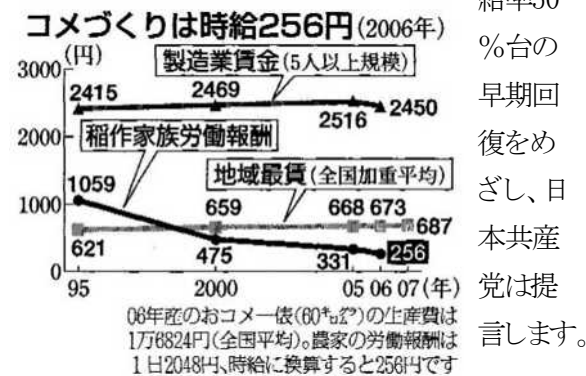 コメづくりは時給256円(2006年)
(円)
3000
2000
1000
0
製造業賃金(5人以上規模)
2415
2469
2516
2450
稲作家族労働報酬
1059
475
331
256
地域最賃(全国加重平均)
621
659
668
673
687
95
2000
05
06
07(年)
06年産のおコメ一俵(60㌔㌘)の生産費は
1万6824円(全国平均)。農家の労働報酬は
1日2048円、時給に換算すると256円です
給率50
％台の
早期回
復をめ
ざし、日
本共産
党は提
言します。